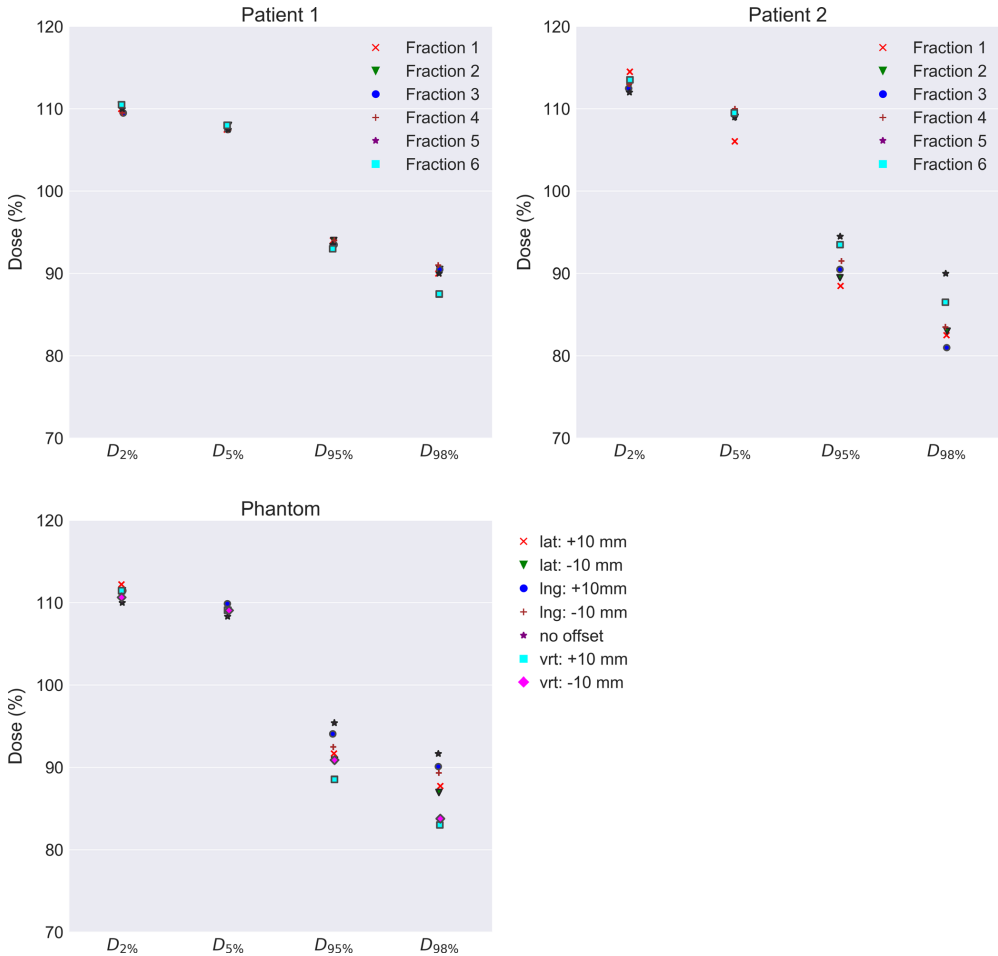 Patient 1
Dose (%)
120
110
100
90
80
70
Fraction 1
Fraction 2
Fraction 3
Fraction 4
Fraction 5
Fraction 6
D2%
D5%
D95%
D98%
Patient 2
Dose (%)
120
110
100
90
80
70
Fraction 1
Fraction 2
Fraction 3
Fraction 4
Fraction 5
Fraction 6
D2%
D5%
D95%
D98%
Phantom
Dose (%)
120
110
100
90
80
70
D2%
D5%
D95%
D98%
lat: +10 mm
lat: -10 mm
lng: +10mm
lng: -10 mm
no offset
vrt: +10 mm
vrt: -10 mm